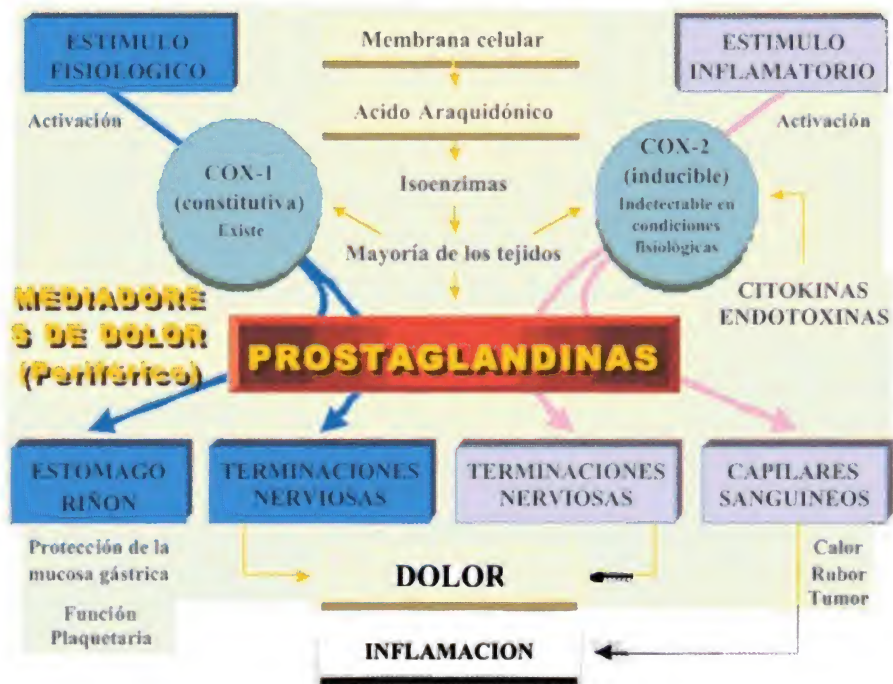 ESTIMULO
FISIOLOGICO
Activación
Membrana celular
Acido Araquidónico
Isoenzimas
Mayoría de los tejidos
ESTIMULO
INFLAMATORIO
Activación
COX-1
(constitutiva)
Existe
COX-2
(inducible)
Indetectable en
condiciones
fisiológicas
CITOKINAS
ENDOTOXINAS
MEDIADORE
S DE DOLOR
(Periférico)
PROSTAGLANDINAS
ESTOMAGO
RIÑON
TERMINACIONES
NERVIOSAS
TERMINACIONES
NERVIOSAS
CAPILARES
SANGUINEOS
Protección de la
mucosa gástrica
Función
Plaquetaria
DOLOR
Calor
Rubor
Tumor
INFLAMACION